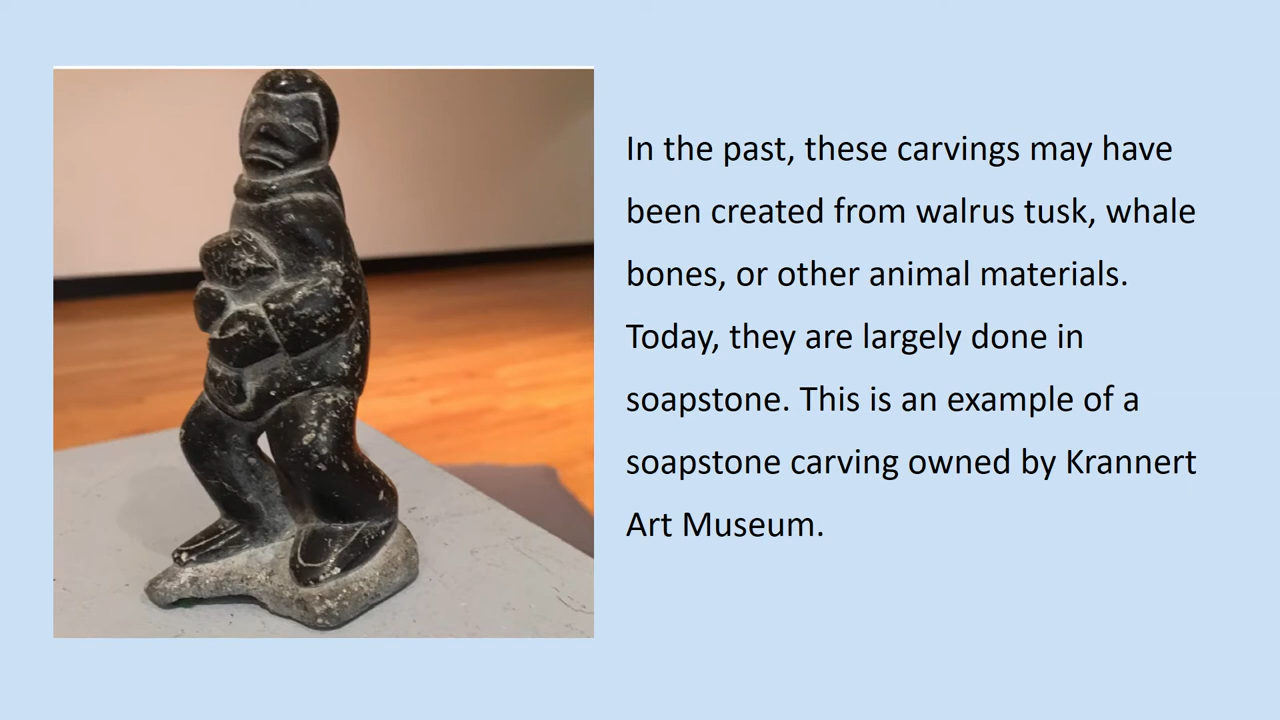 In the past, these carvings may have
been created from walrus tusk, whale
bones, or other animal materials.
Today, they are largely done in
soapstone. This is an example of a
soapstone carving owned by Krannert
Art Museum.